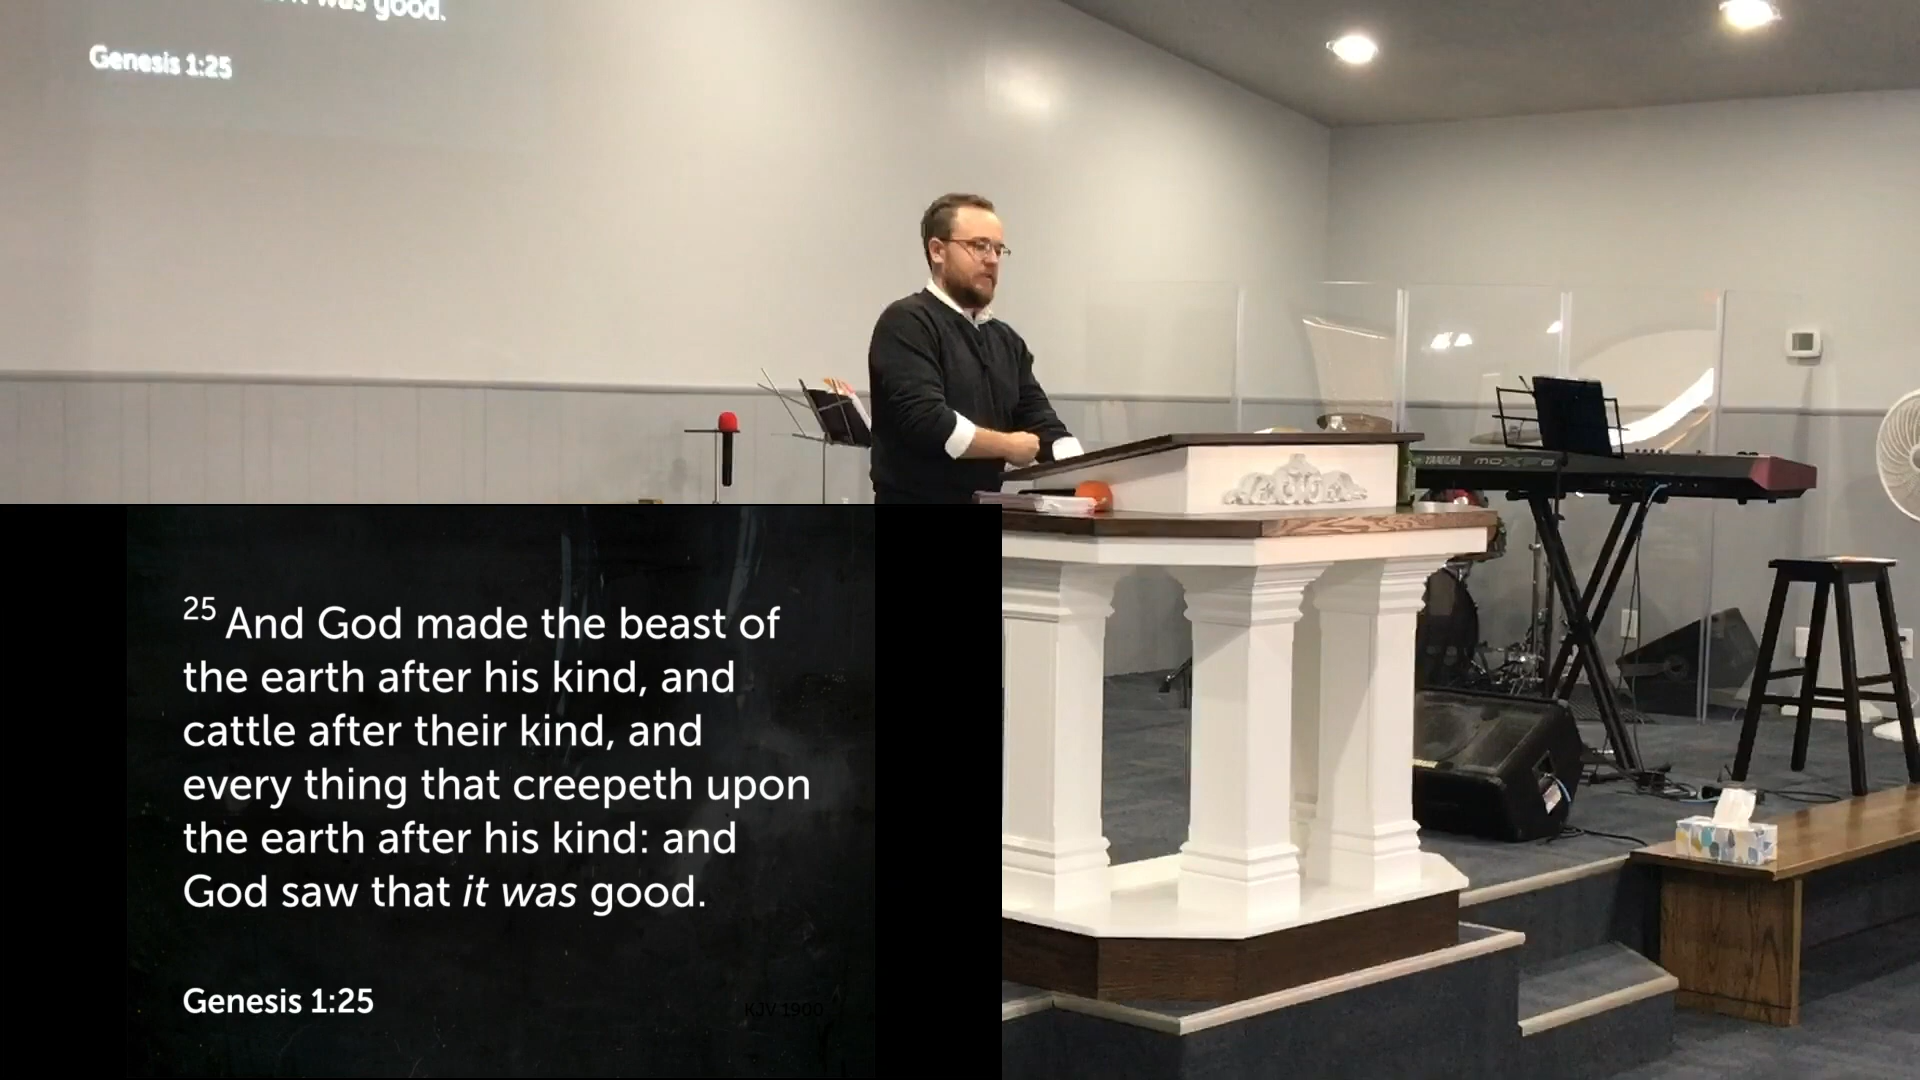 was good.
Genesis 1:25
YAMAHA MOXF8
25 And God made the beast of
the earth after his kind, and
cattle after their kind, and
every thing that creepeth upon
the earth after his kind: and
God saw that it was good.
Genesis 1:25
KJV 1900